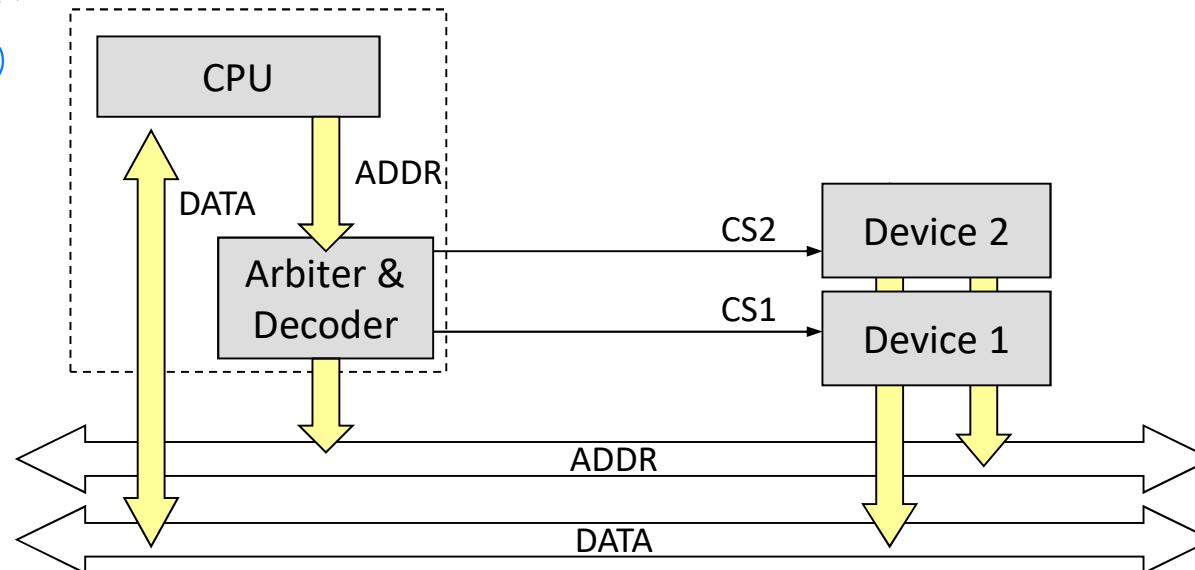 CPU
ADDR
DATA
CS2
Device 2
Arbiter &
Decoder
CS1
Device 1
ADDR
DATA